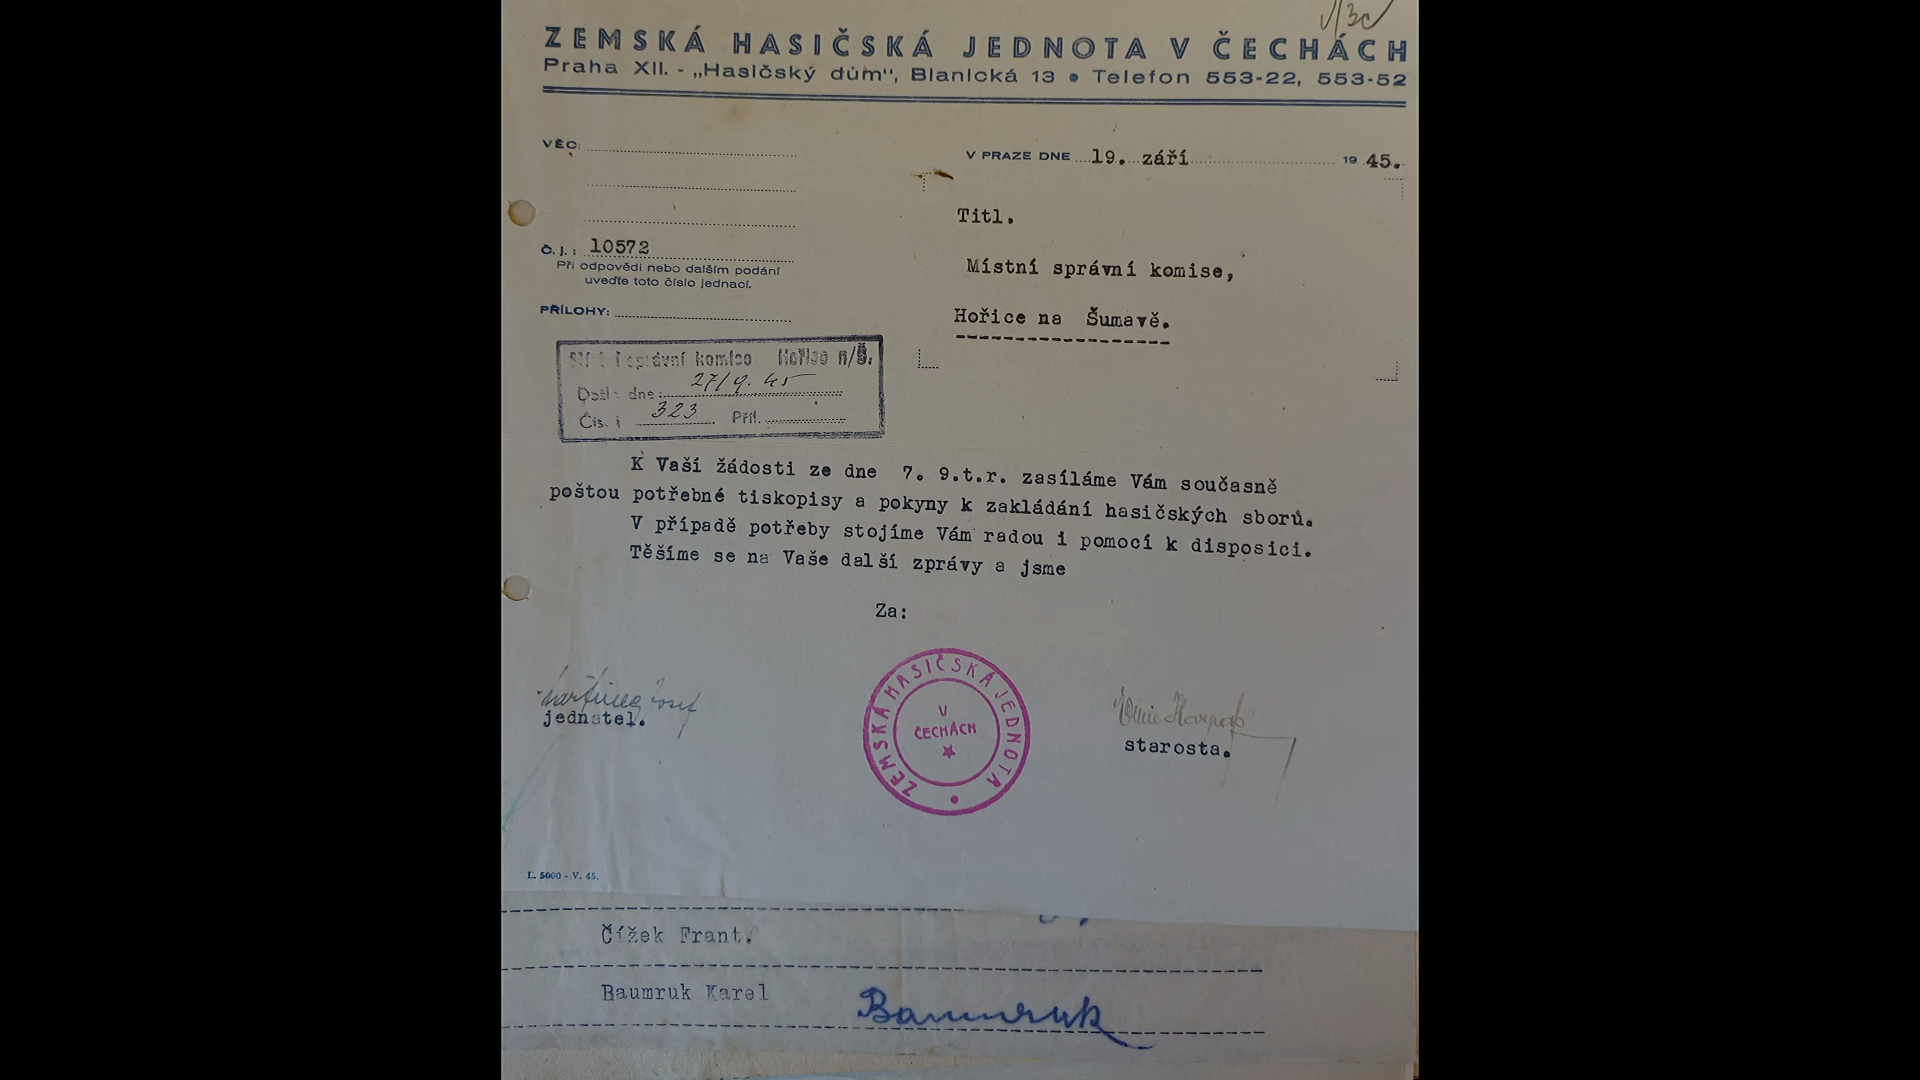 ZEMSKÁ HASIČSKÁ JEDNOTA V ČECHÁCH
Praha XII. - „Hasičský dům“, Blanická 13 • Telefon 553-22, 553-52
VĚC:
V PRAZE DNE 19. září 1945.
Titl.
Č. J.: 10572
Při odpovědi nebo dalším podání
uveďte toto číslo jednací.
Místní správní komise,
PŘÍLOHY:
Hořice na Šumavě.
správní komise Hořice n/Š.
Došlo dne: 27/9. 45
Čís. j 323 Příl.
K Vaší žádosti ze dne 7. 9.t.r. zasíláme Vám současně
poštou potřebné tiskopisy a pokyny k zakládání hasičských sborů.
V případě potřeby stojíme Vám radou i pomocí k disposici.
Těšíme se na Vaše další zprávy a jsme
Za:
ZEMSKÁ HASIČSKÁ JEDNOTA
V
ČECHÁCH
jednatel.
starosta.
L. 5000 - V. 45.
Čížek Frant.
Baumruk Karel
Baumruk